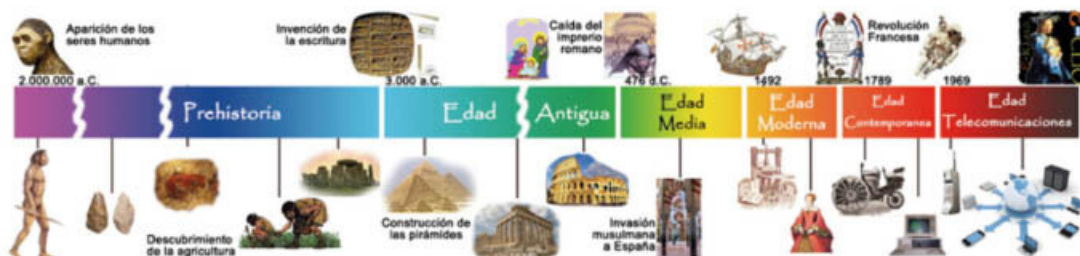 Aparición de los
seres humanos
2.000.000 a.C.
Invención de
la escritura
3.000 a.C.
Caída del
imprerio
romano
476 d.C.
1492
1789
Revolución
Francesa
1969
Prehistoria
Edad Antigua
Edad
Media
Edad
Moderna
Edad
Contemporanea
Edad
Telecomunicaciones
Descubrimiento
de la agricultura
Construcción de
las pirámides
Invasión
musulmana
a España